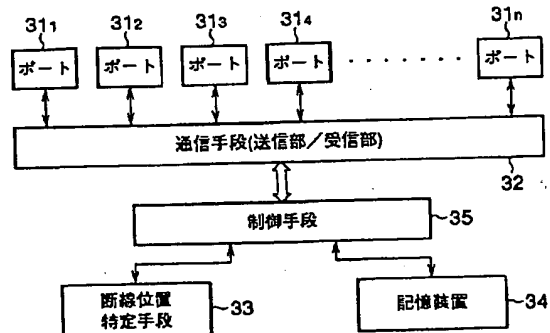 31₁ 31₂ 31₃ 31₄ 31n
ポート ポート ポート ポート ・・・・・・・ ポート
通信手段(送信部／受信部)
32
制御手段 35
断線位置
特定手段 33
記憶装置 34